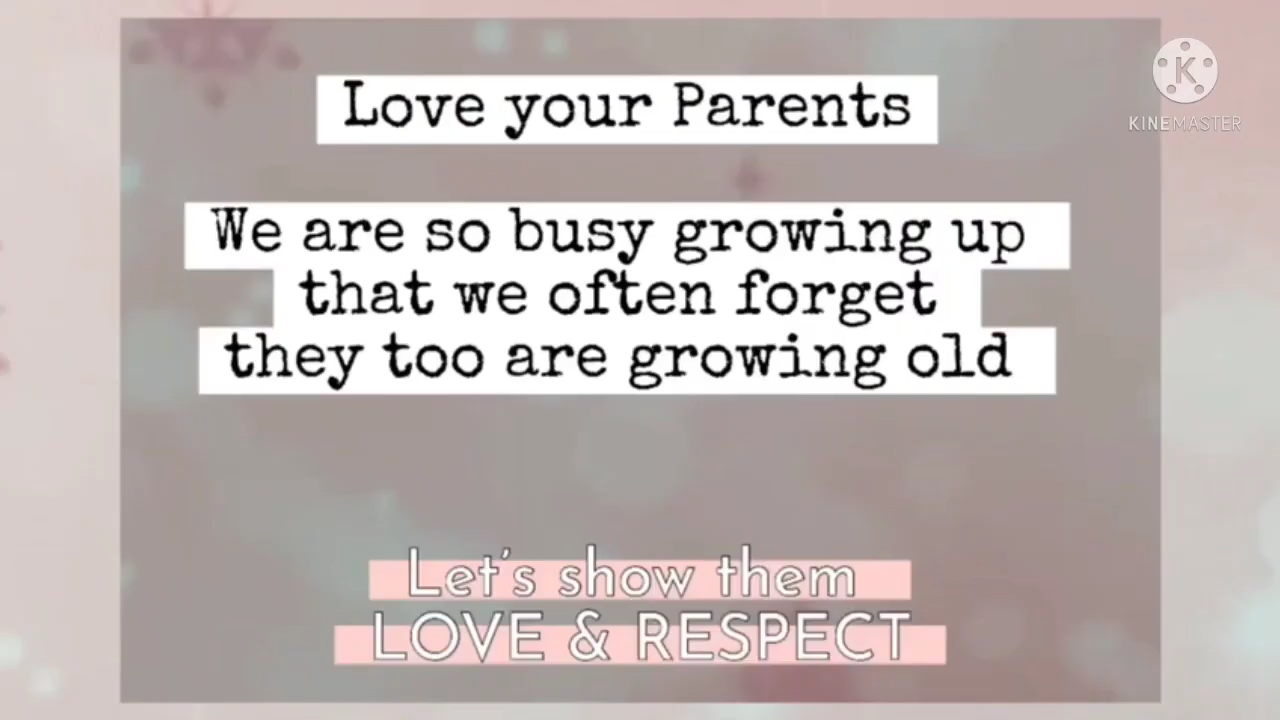 Love your Parents
We are so busy growing up
that we often forget
they too are growing old
Let's show them
LOVE & RESPECT
K
KINEMASTER